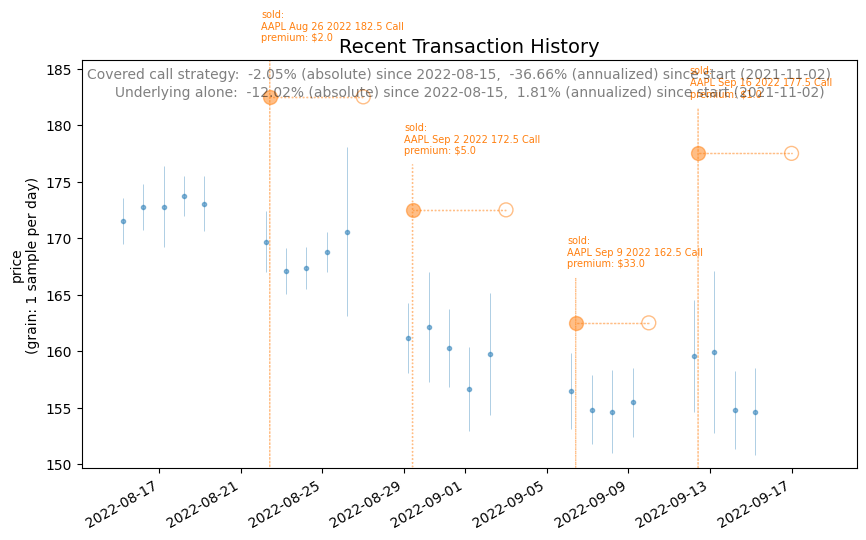 sold:
AAPL Aug 26 2022 182.5 Call
premium: $2.0
Recent Transaction History
Covered call strategy:  -2.05% (absolute) since 2022-08-15,  -36.66% (annualized) since start (2021-11-02)
Underlying alone:  -12.02% (absolute) since 2022-08-15,  1.81% (annualized) since start (2021-11-02)
sold:
AAPL Sep 16 2022 177.5 Call
premium: $1.0
sold:
AAPL Sep 2 2022 172.5 Call
premium: $5.0
sold:
AAPL Sep 9 2022 162.5 Call
premium: $33.0
price
(grain: 1 sample per day)
185
180
175
170
165
160
155
150
2022-08-17
2022-08-21
2022-08-25
2022-08-29
2022-09-01
2022-09-05
2022-09-09
2022-09-13
2022-09-17